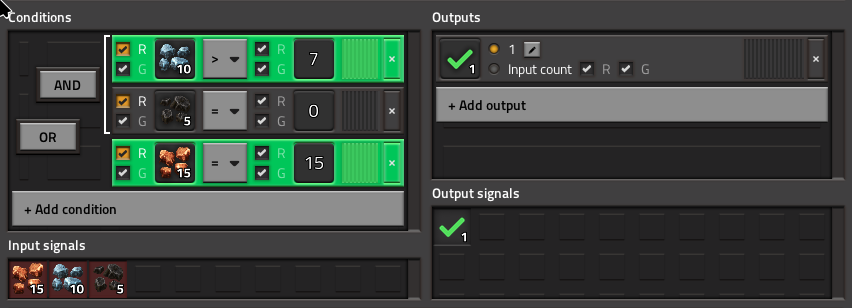 Conditions
R
10
>
R
7
G
G
AND
R
5
=
R
0
G
G
OR
R
15
=
R
15
G
G
+ Add condition
Input signals
15 10 5
Outputs
1
1
Input count R G
+ Add output
Output signals
1